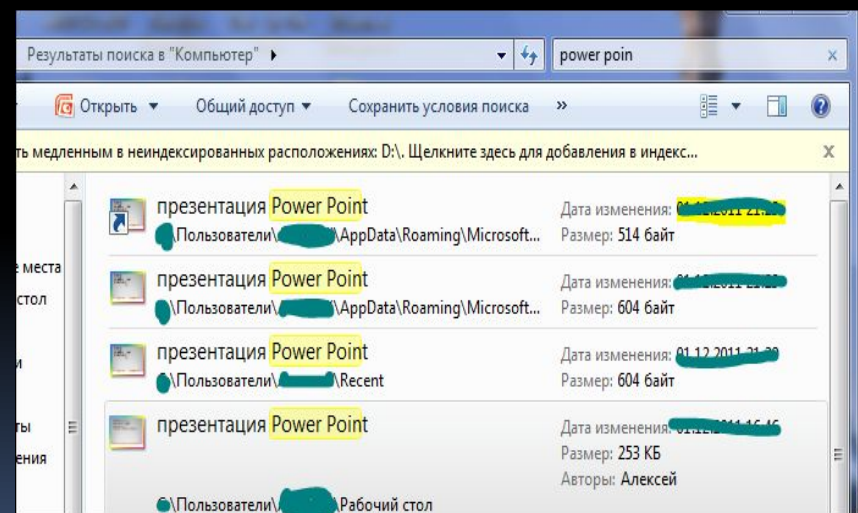 Результаты поиска в "Компьютер"
power poin
Открыть Общий доступ Сохранить условия поиска »
ть медленным в неиндексированных расположениях: D:\. Щелкните здесь для добавления в индекс... X
презентация Power Point
Дата изменения:
\Пользователи\ \AppData\Roaming\Microsoft...
Размер: 514 байт
презентация Power Point
Дата изменения:
\Пользователи\ \AppData\Roaming\Microsoft...
Размер: 604 байт
презентация Power Point
Дата изменения:
\Пользователи\ \Recent
Размер: 604 байт
презентация Power Point
Дата изменения:
Размер: 253 КБ
Авторы: Алексей
\Пользователи\ \Рабочий стол
е места
стол
и
ты
ения